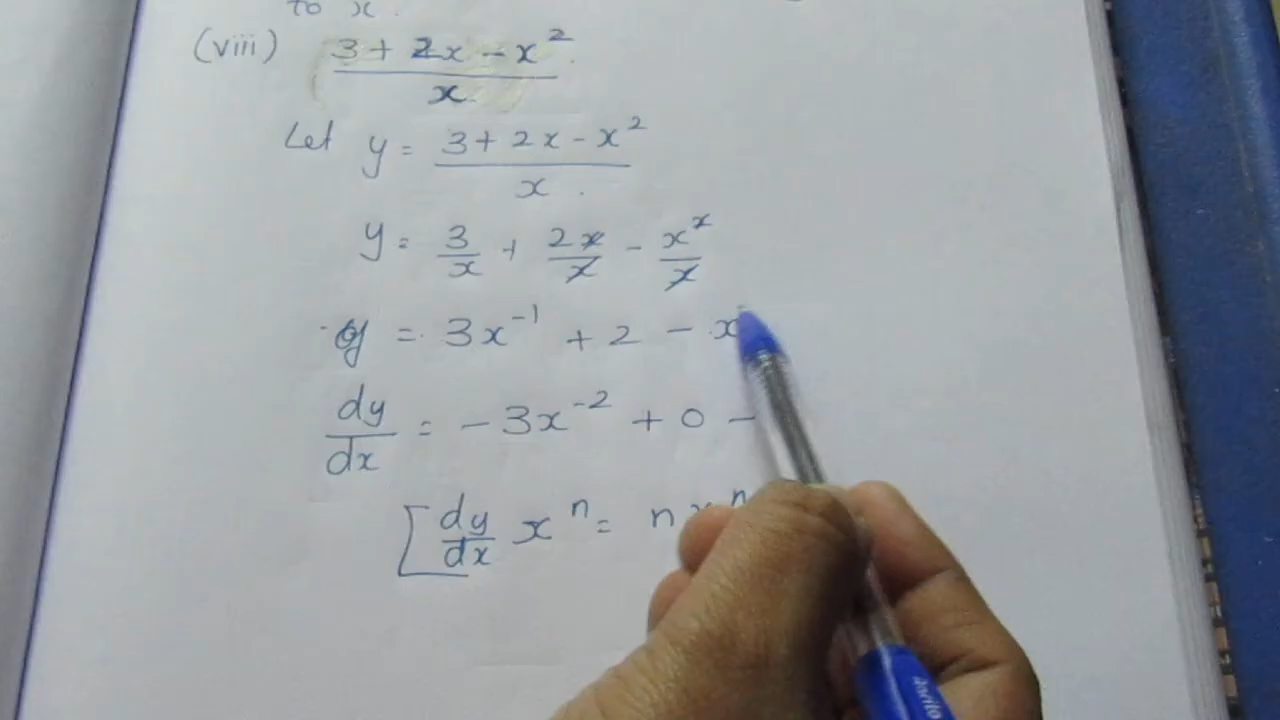 to x.
(viii) 3 + 2x - x² / x.
Let y = 3 + 2x - x² / x .
y = 3/x + 2x/x - x²/x
y = 3x⁻¹ + 2 - x
dy/dx = -3x⁻² + 0 -
[dy/dx xⁿ = n x n